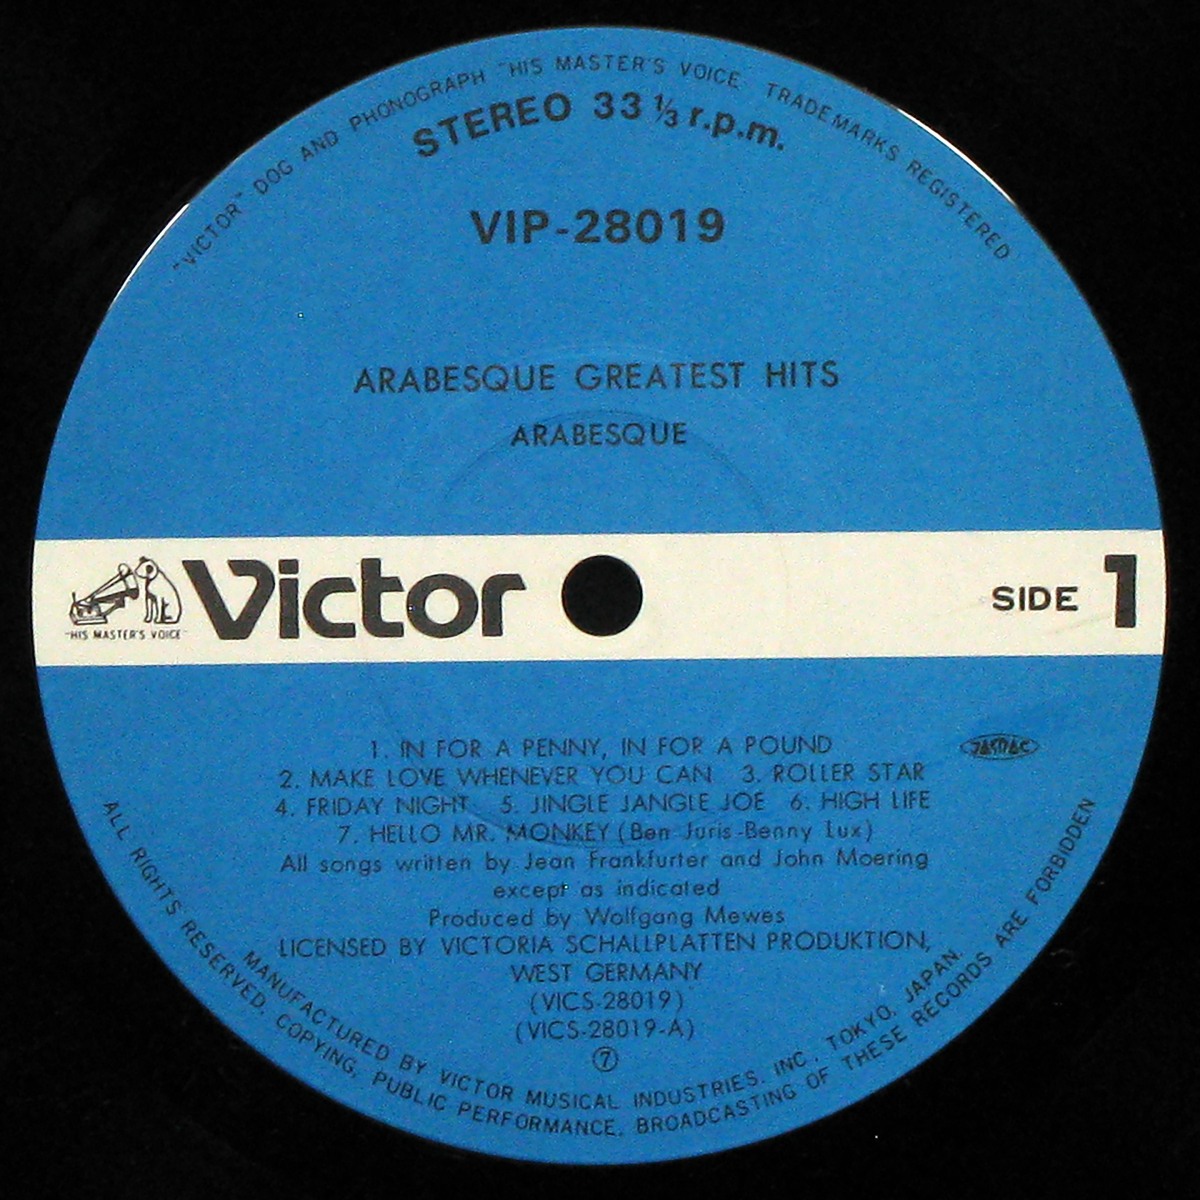 "VICTOR" DOG AND PHONOGRAPH "HIS MASTER'S VOICE" TRADEMARKS REGISTERED
STEREO 33 1/3 r.p.m.
VIP-28019
ARABESQUE GREATEST HITS
ARABESQUE
Victor
"HIS MASTER'S VOICE"
SIDE 1
1. IN FOR A PENNY, IN FOR A POUND
JASRAC
2. MAKE LOVE WHENEVER YOU CAN 3. ROLLER STAR
4. FRIDAY NIGHT 5. JINGLE JANGLE JOE 6. HIGH LIFE
7. HELLO MR. MONKEY (Ben Juris-Benny Lux)
All songs written by Jean Frankfurter and John Moering
except as indicated
Produced by Wolfgang Mewes
LICENSED BY VICTORIA SCHALLPLATTEN PRODUKTION,
WEST GERMANY
(VICS-28019)
(VICS-28019-A)
⑦
MANUFACTURED BY VICTOR MUSICAL INDUSTRIES, INC., TOKYO, JAPAN.
ALL RIGHTS RESERVED. COPYING, PUBLIC PERFORMANCE, BROADCASTING OF THESE RECORDS ARE FORBIDDEN